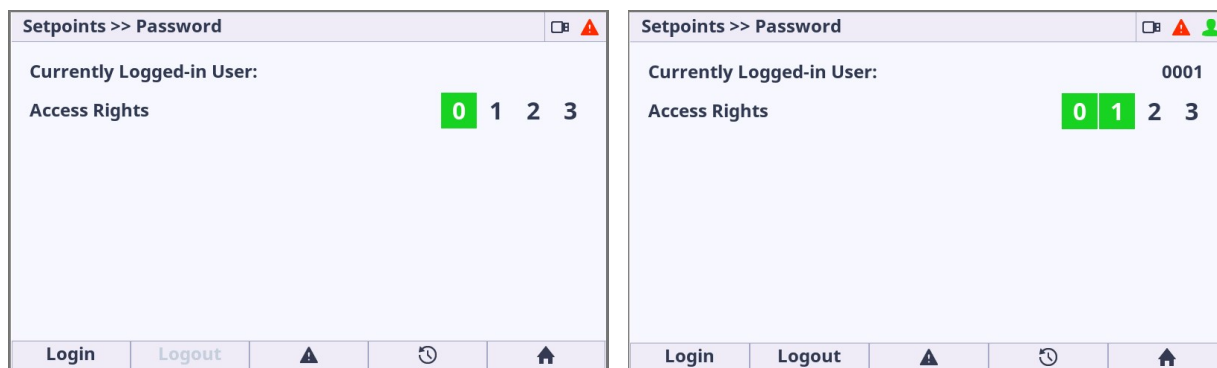 Setpoints >> Password
Currently Logged-in User:
Access Rights 0 1 2 3
Login Logout
Setpoints >> Password
Currently Logged-in User: 0001
Access Rights 0 1 2 3
Login Logout